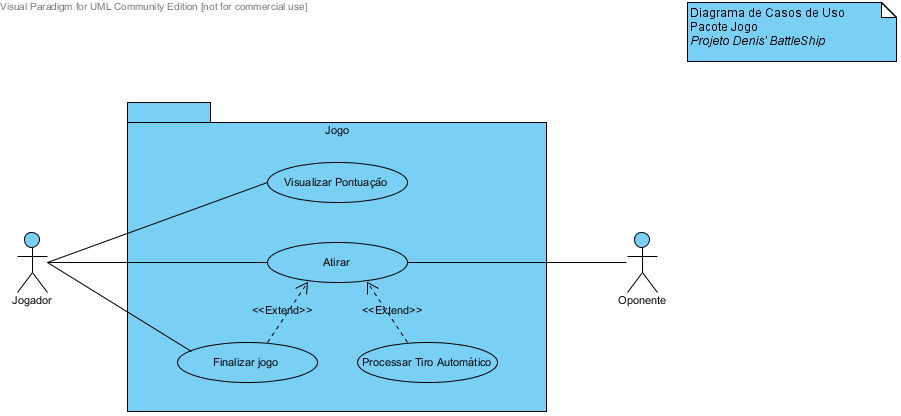 Visual Paradigm for UML Community Edition [not for commercial use]
Diagrama de Casos de Uso
Pacote Jogo
Projeto Denis' BattleShip
Jogo
Visualizar Pontuação
Atirar
Jogador
Oponente
<<Extend>>
<<Extend>>
Finalizar jogo
Processar Tiro Automático